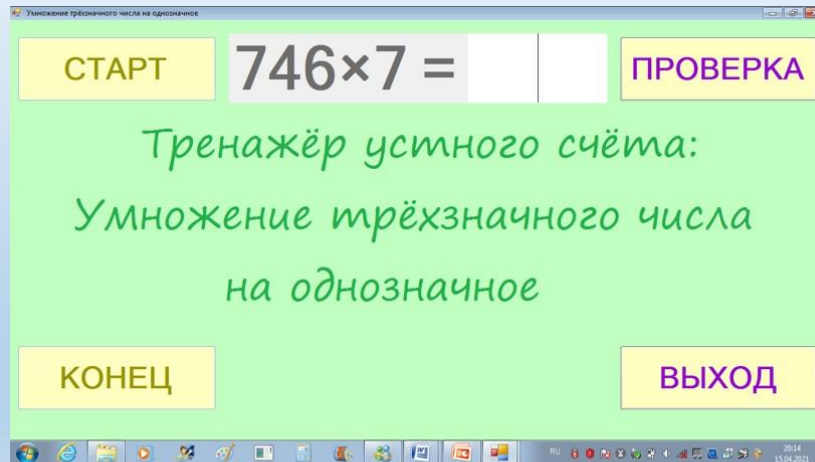 Умножение трёхзначного числа на однозначное
СТАРТ
746×7 =
ПРОВЕРКА
Тренажёр устного счёта:
Умножение трёхзначного числа
на однозначное
КОНЕЦ
ВЫХОД
RU
20:14
15.04.2021